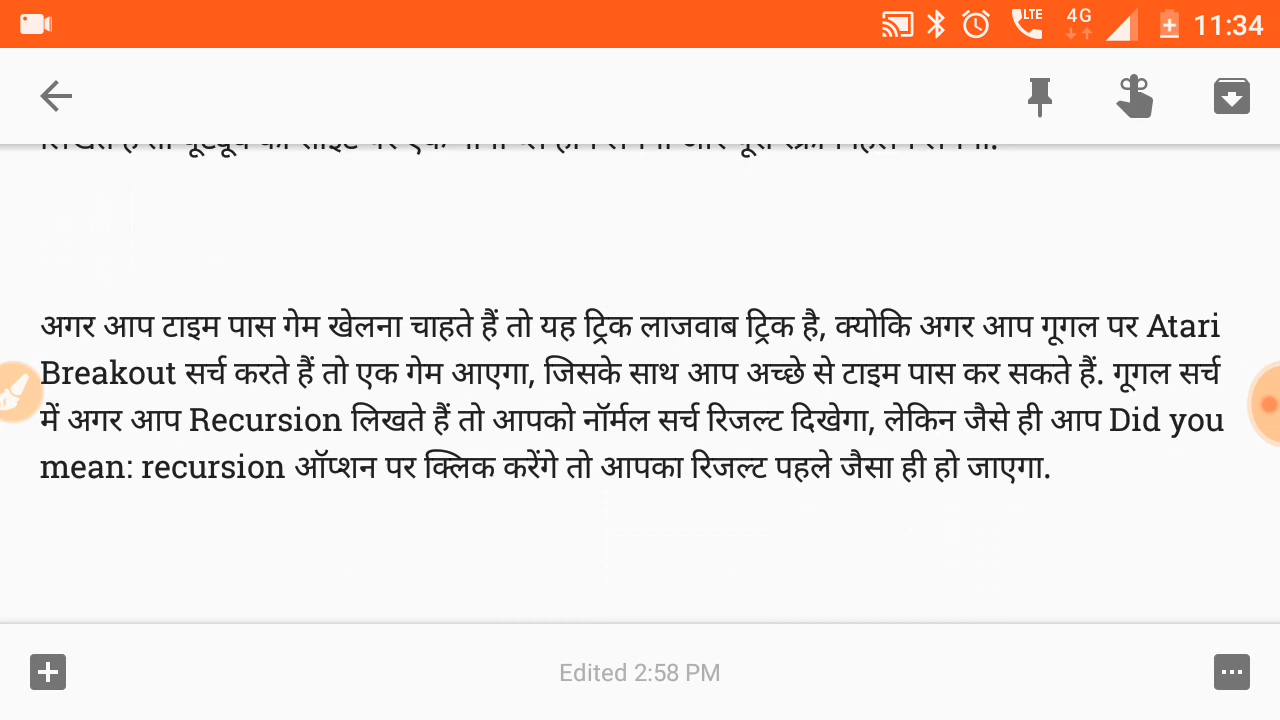 LTE 4G 11:34
अगर आप टाइम पास गेम खेलना चाहते हैं तो यह ट्रिक लाजवाब ट्रिक है, क्योकि अगर आप गूगल पर Atari
Breakout सर्च करते हैं तो एक गेम आएगा, जिसके साथ आप अच्छे से टाइम पास कर सकते हैं. गूगल सर्च
में अगर आप Recursion लिखते हैं तो आपको नॉर्मल सर्च रिजल्ट दिखेगा, लेकिन जैसे ही आप Did you
mean: recursion ऑप्शन पर क्लिक करेंगे तो आपका रिजल्ट पहले जैसा ही हो जाएगा.
Edited 2:58 PM